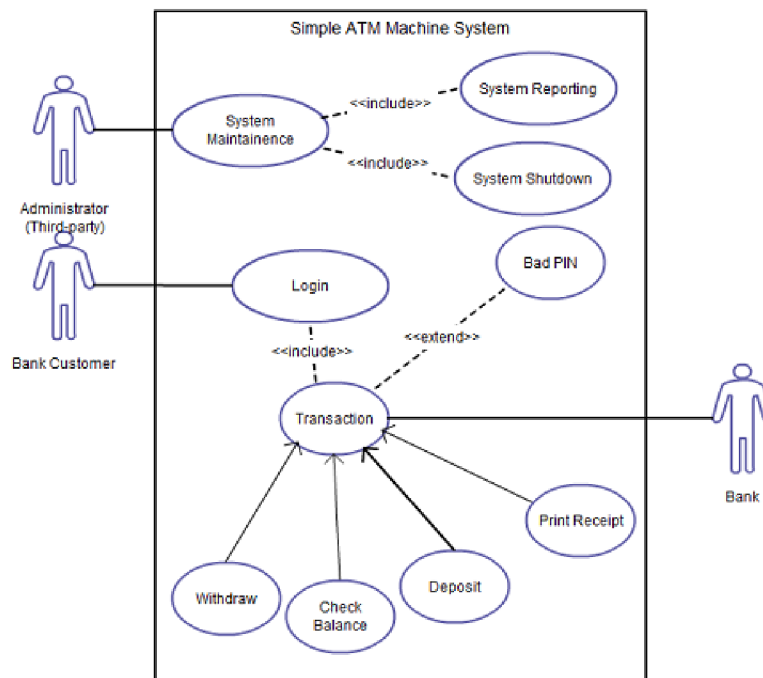 Simple ATM Machine System
System Reporting
<<include>>
System
Maintainence
<<include>>
System Shutdown
Administrator
(Third-party)
Bad PIN
Login
<<extend>>
<<include>>
Bank Customer
Transaction
Bank
Print Receipt
Withdraw
Check
Balance
Deposit